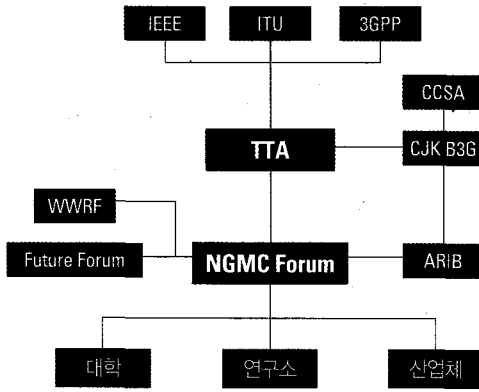 IEEE
ITU
3GPP
CCSA
TTA
CJK B3G
WWRF
Future Forum
NGMC Forum
ARIB
대학
연구소
산업체